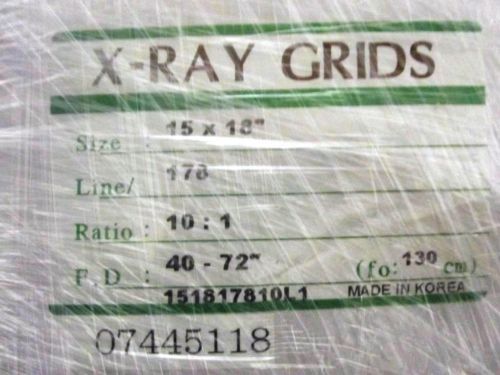 X-RAY GRIDS
Size : 15 x 18"
Line/ 178
Ratio : 10 : 1
F.D : 40 - 72" (fo: 130 cm)
151817810L1 MADE IN KOREA
07445118